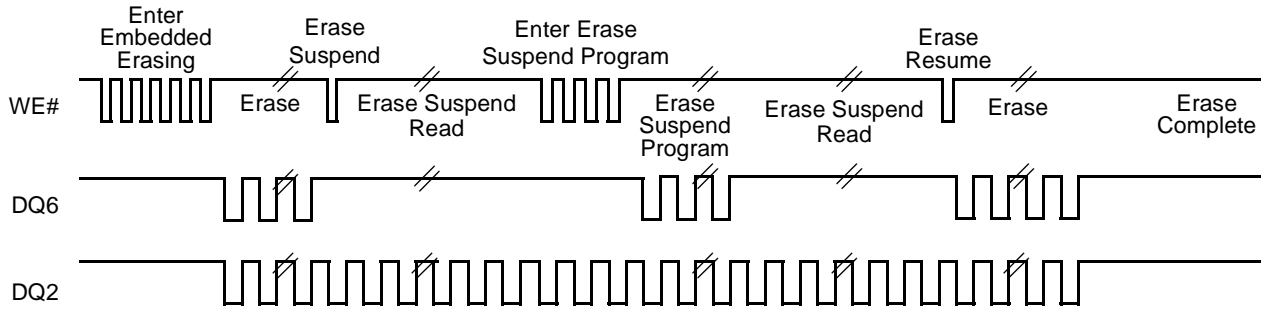 Enter
Embedded
Erasing
Erase
Suspend
Enter Erase
Suspend Program
Erase
Resume
WE#
Erase
Erase Suspend
Read
Erase
Suspend
Program
Erase Suspend
Read
Erase
Erase
Complete
DQ6
DQ2